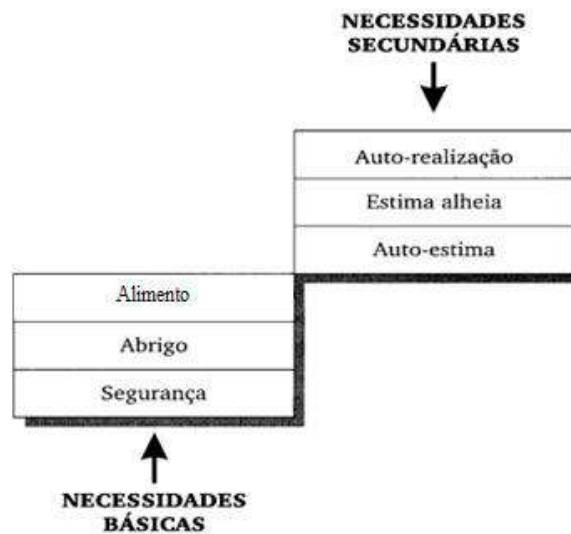 NECESSIDADES
SECUNDÁRIAS
Auto-realização
Estima alheia
Auto-estima
Alimento
Abrigo
Segurança
NECESSIDADES
BÁSICAS